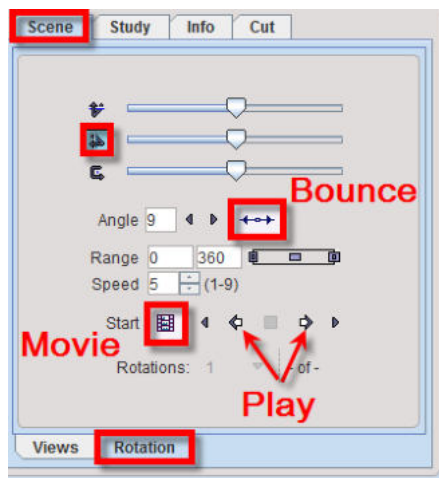 Scene Study Info Cut
Bounce
Angle 9
Range 0 360
Speed 5 (1-9)
Start
Movie
Rotations: 1 - of -
Play
Views Rotation